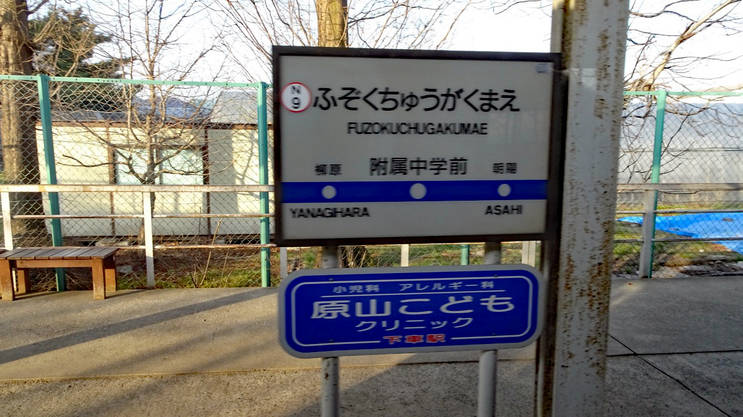 N
9
ふぞくちゅうがくまえ
FUZOKUCHUGAKUMAE
柳原 附属中学前 朝陽
YANAGIHARA ASAHI
小児科 アレルギー科
原山こども
クリニック
下車駅